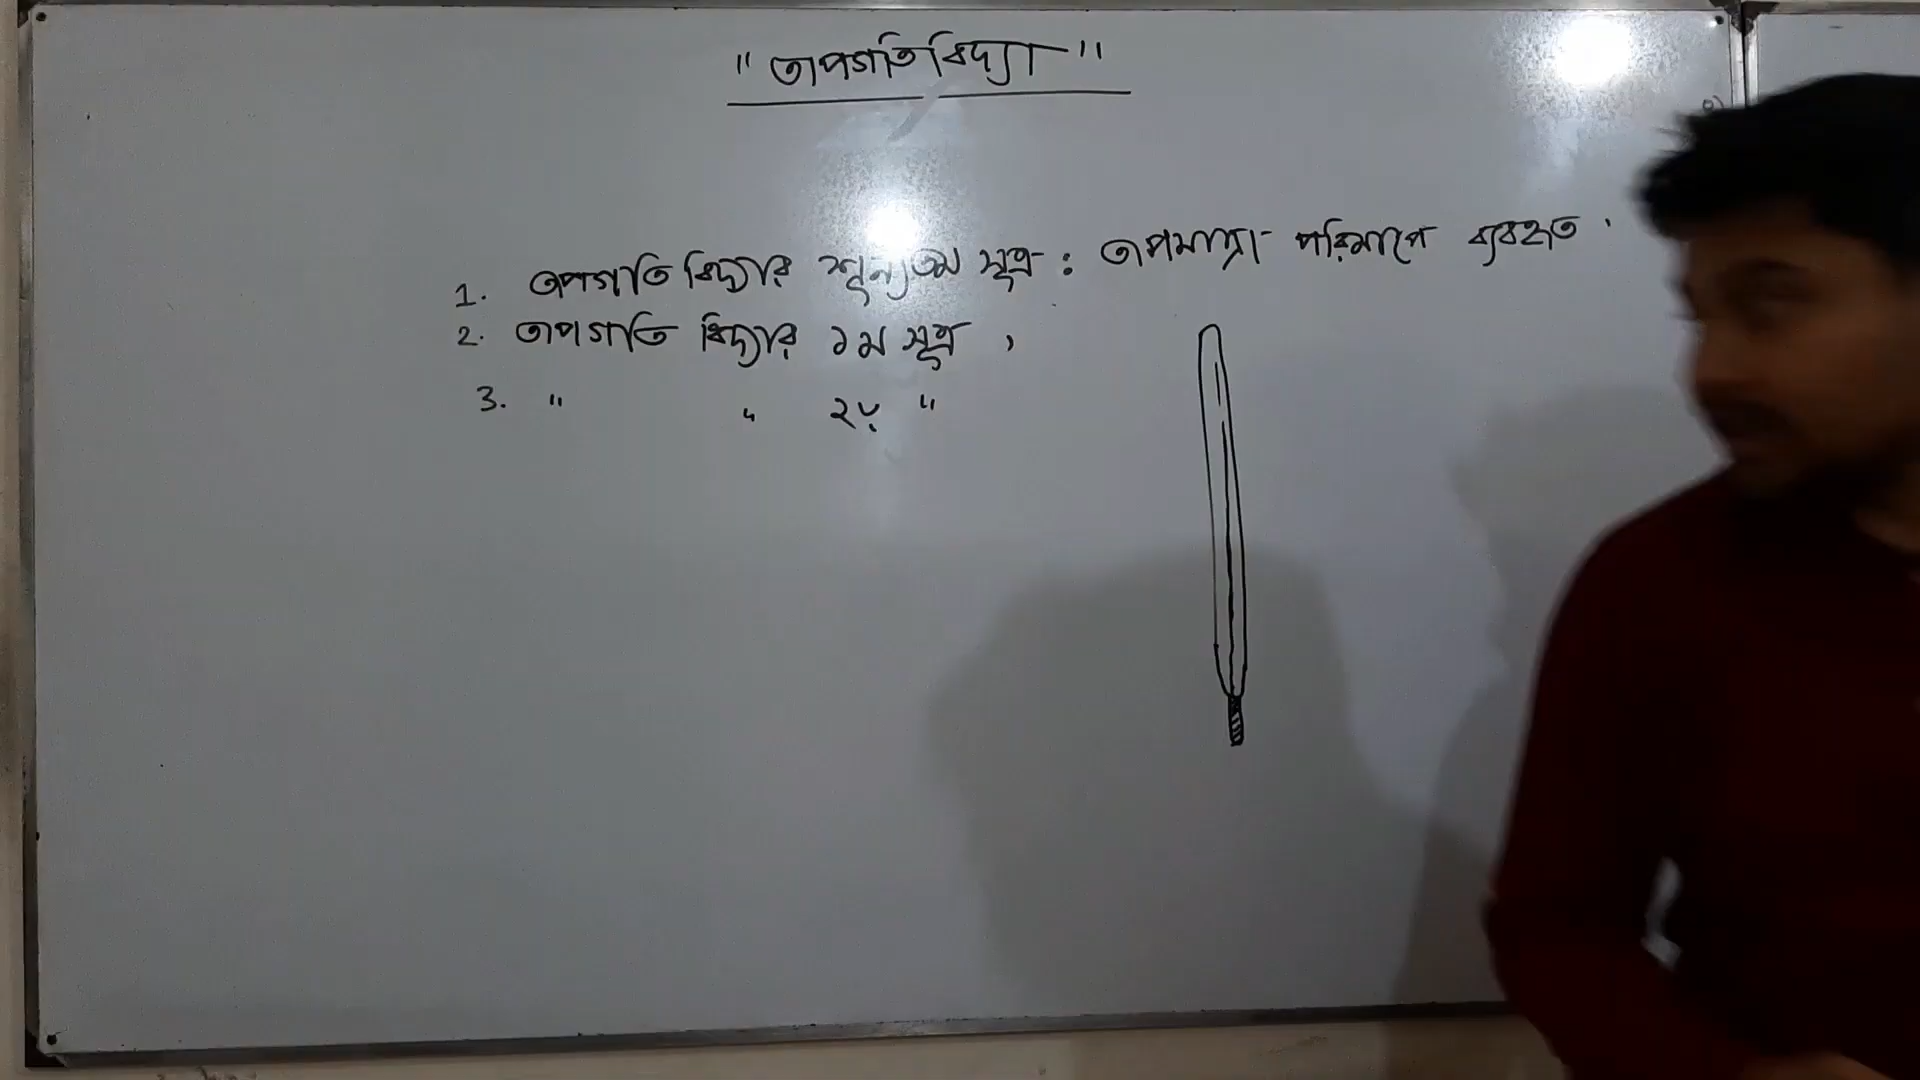 " তাপগতিবিদ্যা "
1. তাপগতি বিদ্যার শূন্যতম সূত্র : তাপমাত্রা পরিমাপে ব্যবহৃত .
2. তাপগতি বিদ্যার ১ম সূত্র ,
3. " " ২য় "